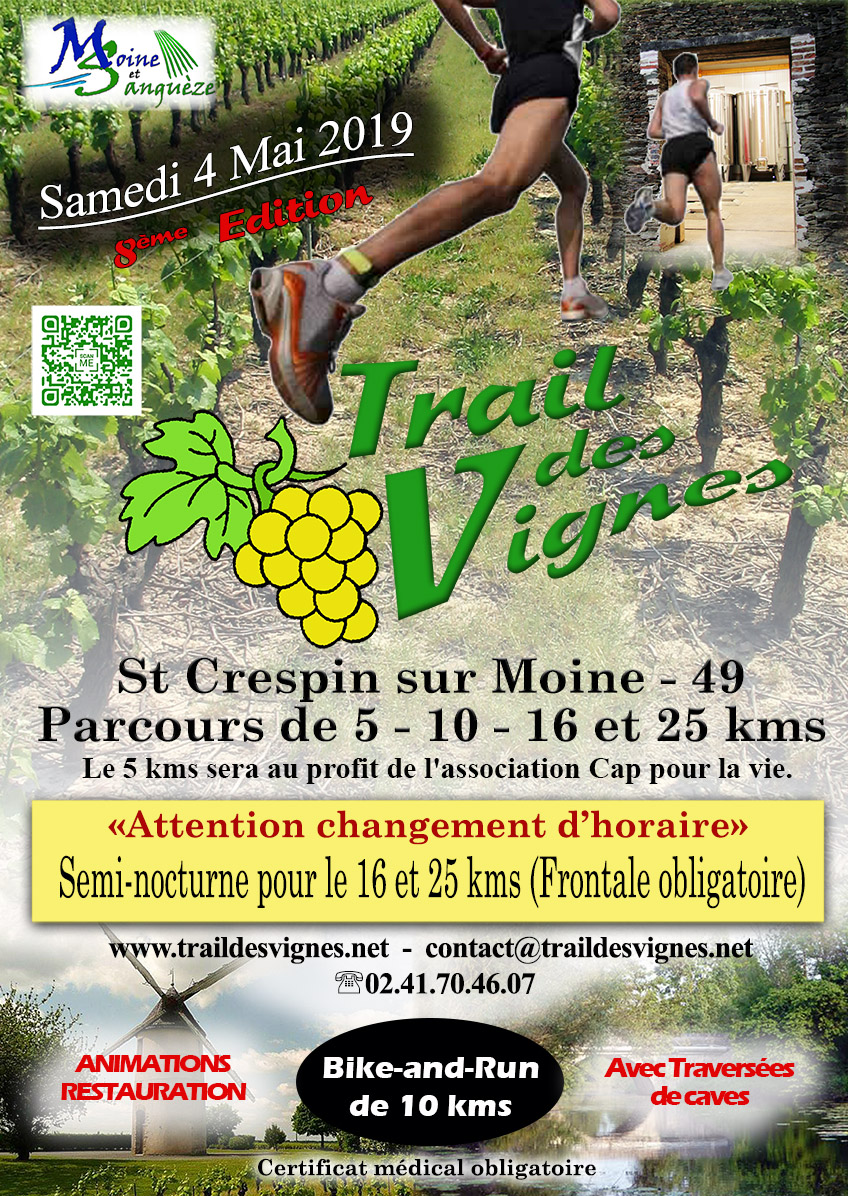 Moine
et
Sanguèze
Samedi 4 Mai 2019
8ème Edition
SCAN
ME
Trail
des
Vignes
St Crespin sur Moine - 49
Parcours de 5 - 10 - 16 et 25 kms
Le 5 kms sera au profit de l'association Cap pour la vie.
«Attention changement d’horaire»
Semi-nocturne pour le 16 et 25 kms (Frontale obligatoire)
www.traildesvignes.net - contact@traildesvignes.net
☏02.41.70.46.07
ANIMATIONS
RESTAURATION
Bike-and-Run
de 10 kms
Avec Traversées
de caves
Certificat médical obligatoire